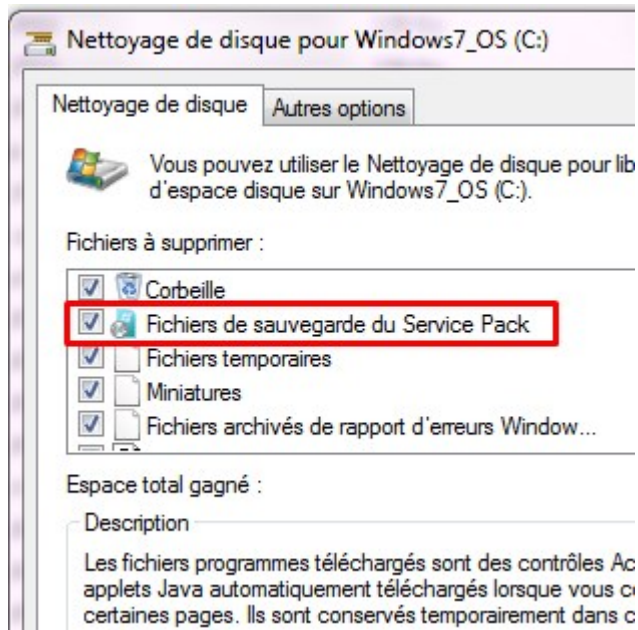 Nettoyage de disque pour Windows7_OS (C:)
Nettoyage de disque
Autres options
Vous pouvez utiliser le Nettoyage de disque pour lib
d'espace disque sur Windows7_OS (C:).
Fichiers à supprimer :
Corbeille
Fichiers de sauvegarde du Service Pack
Fichiers temporaires
Miniatures
Fichiers archivés de rapport d'erreurs Window...
Espace total gagné :
Description
Les fichiers programmes téléchargés sont des contrôles Ac
applets Java automatiquement téléchargés lorsque vous c
certaines pages. Ils sont conservés temporairement dans c